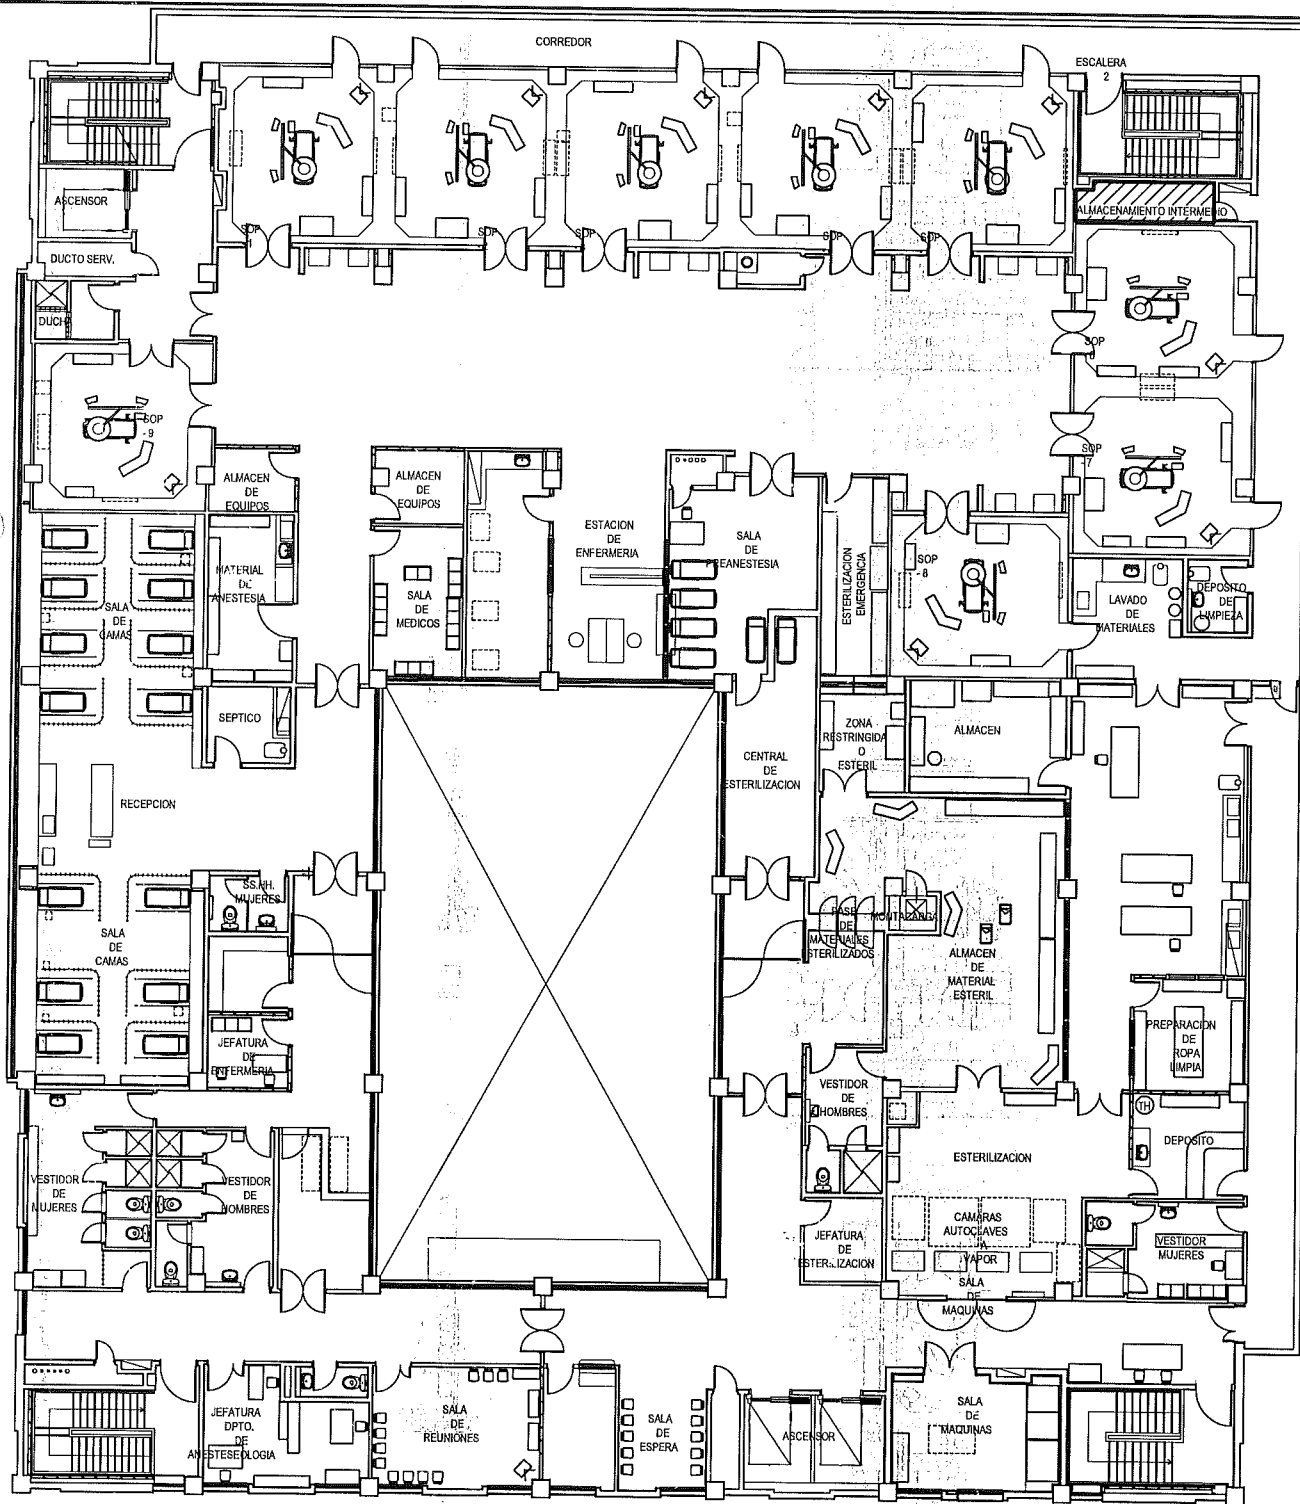 CORREDOR
ESCALERA
2
ASCENSOR
ALMACENAMIENTO INTERMEDIO
DUCTO SERV.
SOP
SOP
SOP
SOP
SOP
DUCHA
SOP
SOP
- 9
SOP
-7
ALMACEN
DE
EQUIPOS
ALMACEN
DE
EQUIPOS
ESTACION
DE
ENFERMERIA
SALA
DE
PREANESTESIA
ESTERILIZACION
EMERGENCIA
SOP
- 8
MATERIAL
DE
ANESTESIA
SALA
DE
MEDICOS
SALA
DE
CAMAS
LAVADO
DE
MATERIALES
DEPOSITO
DE
LIMPIEZA
SEPTICO
ZONA
RESTRINGIDA
O
ESTERIL
ALMACEN
CENTRAL
DE
ESTERILIZACION
RECEPCION
SS.HH.
MUJERES
SALA
DE
CAMAS
PASE
DE
MATERIALES
ESTERILIZADOS
MONTACARGA
ALMACEN
DE
MATERIAL
ESTERIL
JEFATURA
DE
ENFERMERIA
PREPARACION
DE
ROPA
LIMPIA
VESTIDOR
DE
HOMBRES
TH
DEPOSITO
ESTERILIZACION
VESTIDOR
DE
MUJERES
VESTIDOR
DE
HOMBRES
CAMARAS
AUTOCLAVES
A
VAPOR
JEFATURA
DE
ESTERILIZACION
VESTIDOR
MUJERES
SALA
DE
MAQUINAS
JEFATURA
DPTO.
DE
ANESTESEOLOGIA
SALA
DE
REUNIONES
SALA
DE
ESPERA
ASCENSOR
SALA
DE
MAQUINAS